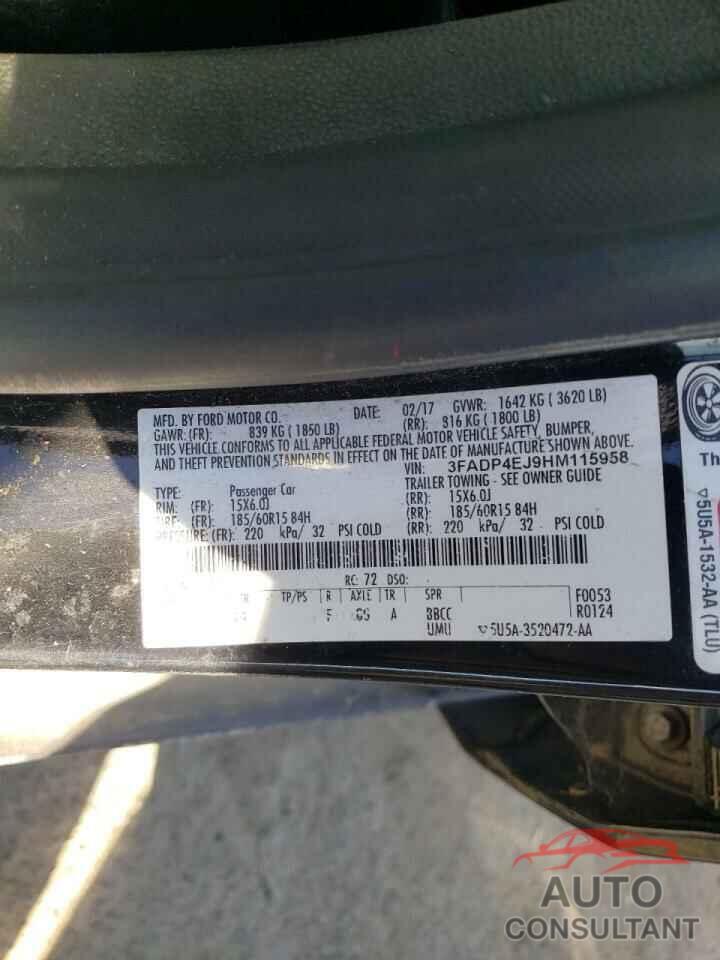 MFD. BY FORD MOTOR CO. DATE: 02/17 GVWR: 1642 KG ( 3620 LB)
GAWR: (FR): 839 KG ( 1850 LB) (RR): 816 KG ( 1800 LB)
THIS VEHICLE CONFORMS TO ALL APPLICABLE FEDERAL MOTOR VEHICLE SAFETY, BUMPER,
AND THEFT PREVENTION STANDARDS IN EFFECT ON THE DATE OF MANUFACTURE SHOWN ABOVE.
VIN: 3FADP4EJ9HM115958
TYPE: Passenger Car TRAILER TOWING - SEE OWNER GUIDE
RIM: (FR): 15X6.0J (RR): 15X6.0J
TIRE: (FR): 185/60R15 84H (RR): 185/60R15 84H
PRESSURE: (FR): 220 kPa/ 32 PSI COLD (RR): 220 kPa/ 32 PSI COLD
RC: 72 DSO:
TR TP/PS R AXLE TR SPR F0053
F A BBCC R0124
UMU ▽5U5A-3520472-AA
Th
▽5U5A-1532-AA (TLU)
AUTO
CONSULTANT